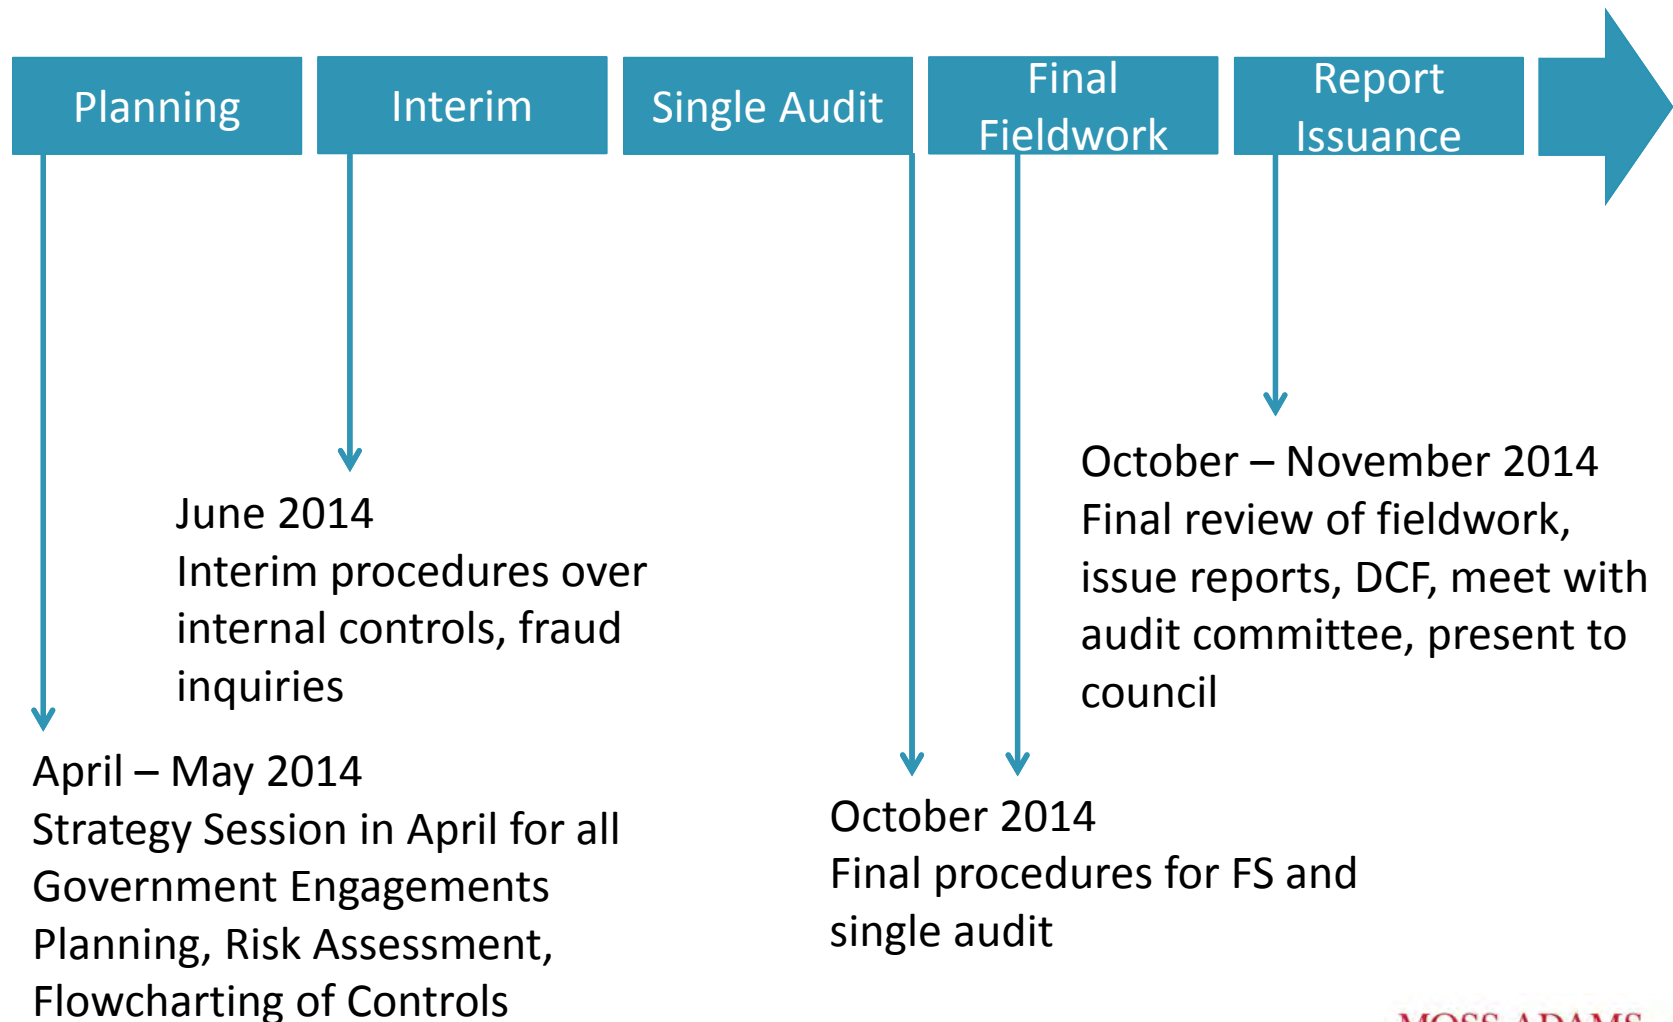 Planning
Interim
Single Audit
Final
Fieldwork
Report
Issuance
June 2014
Interim procedures over
internal controls, fraud
inquiries
October – November 2014
Final review of fieldwork,
issue reports, DCF, meet with
audit committee, present to
council
April – May 2014
Strategy Session in April for all
Government Engagements
Planning, Risk Assessment,
Flowcharting of Controls
October 2014
Final procedures for FS and
single audit
MOSS ADAMS